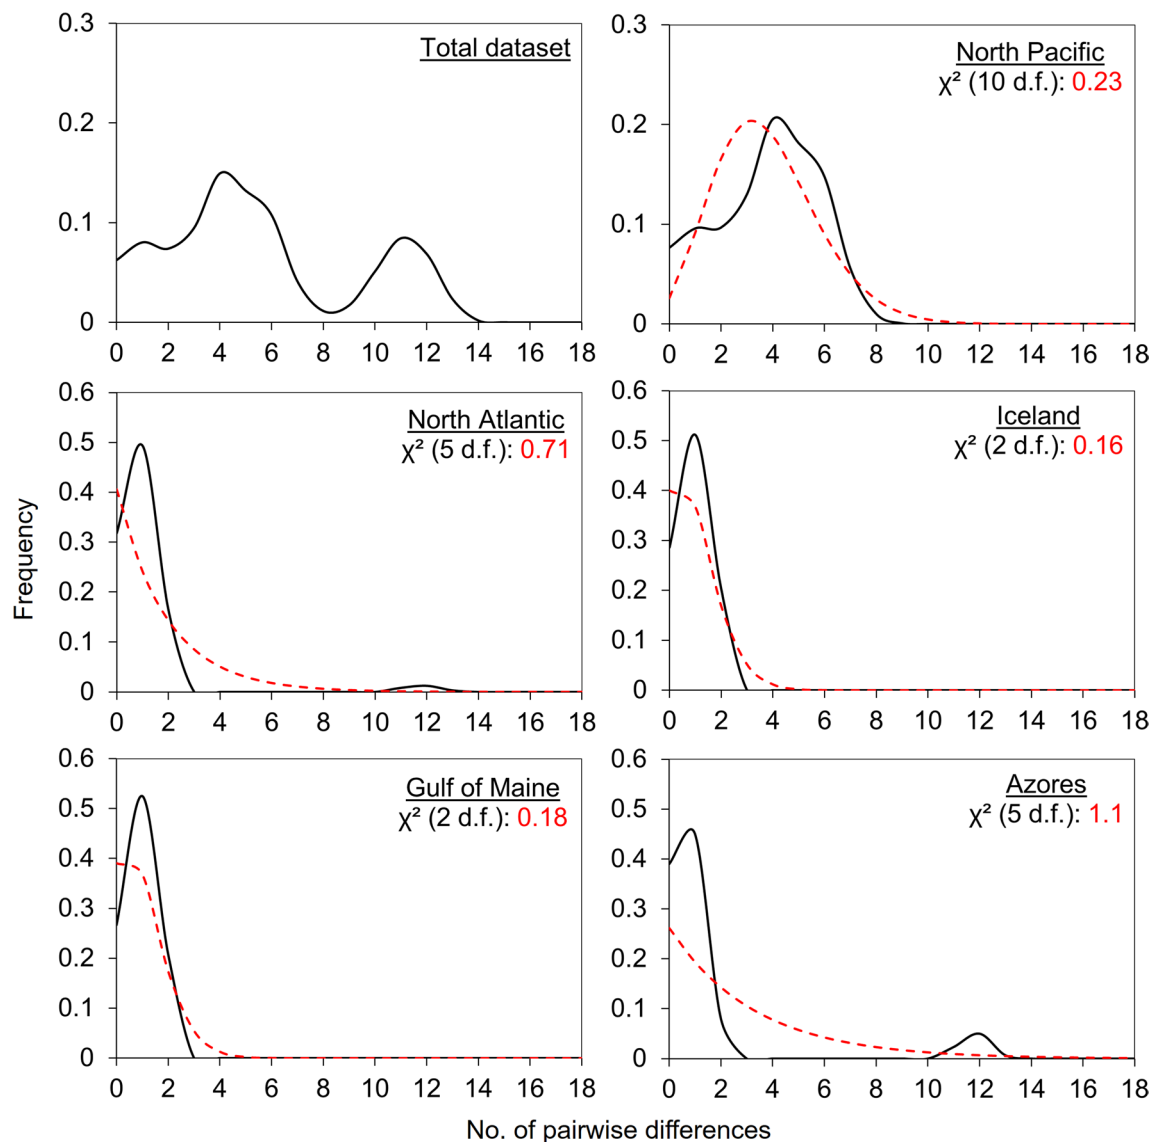 Total dataset
0.3
0.2
0.1
0
0 2 4 6 8 10 12 14 16 18
North Pacific
χ² (10 d.f.): 0.23
0.3
0.2
0.1
0
0 2 4 6 8 10 12 14 16 18
North Atlantic
χ² (5 d.f.): 0.71
0.6
0.5
0.4
0.3
0.2
0.1
0
0 2 4 6 8 10 12 14 16 18
Iceland
χ² (2 d.f.): 0.16
0.6
0.5
0.4
0.3
0.2
0.1
0
0 2 4 6 8 10 12 14 16 18
Gulf of Maine
χ² (2 d.f.): 0.18
0.6
0.5
0.4
0.3
0.2
0.1
0
0 2 4 6 8 10 12 14 16 18
Azores
χ² (5 d.f.): 1.1
0.6
0.5
0.4
0.3
0.2
0.1
0
0 2 4 6 8 10 12 14 16 18
Frequency
No. of pairwise differences